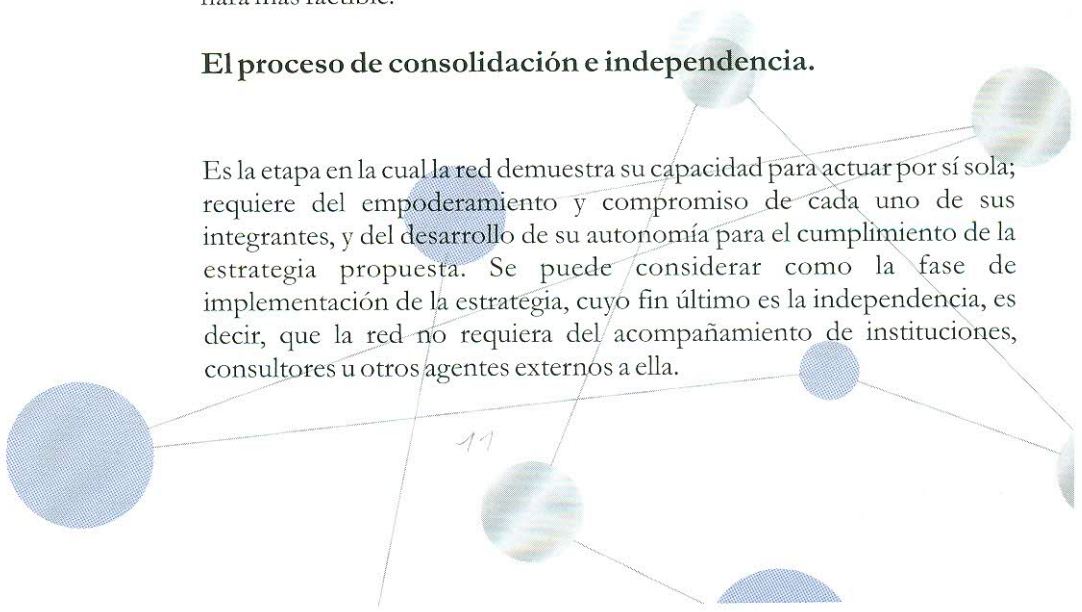 más factible.
El proceso de consolidación e independencia.
Es la etapa en la cual la red demuestra su capacidad para actuar por sí sola;
requiere del empoderamiento y compromiso de cada uno de sus
integrantes, y del desarrollo de su autonomía para el cumplimiento de la
estrategia propuesta. Se puede considerar como la fase de
implementación de la estrategia, cuyo fin último es la independencia, es
decir, que la red no requiera del acompañamiento de instituciones,
consultores u otros agentes externos a ella.
11